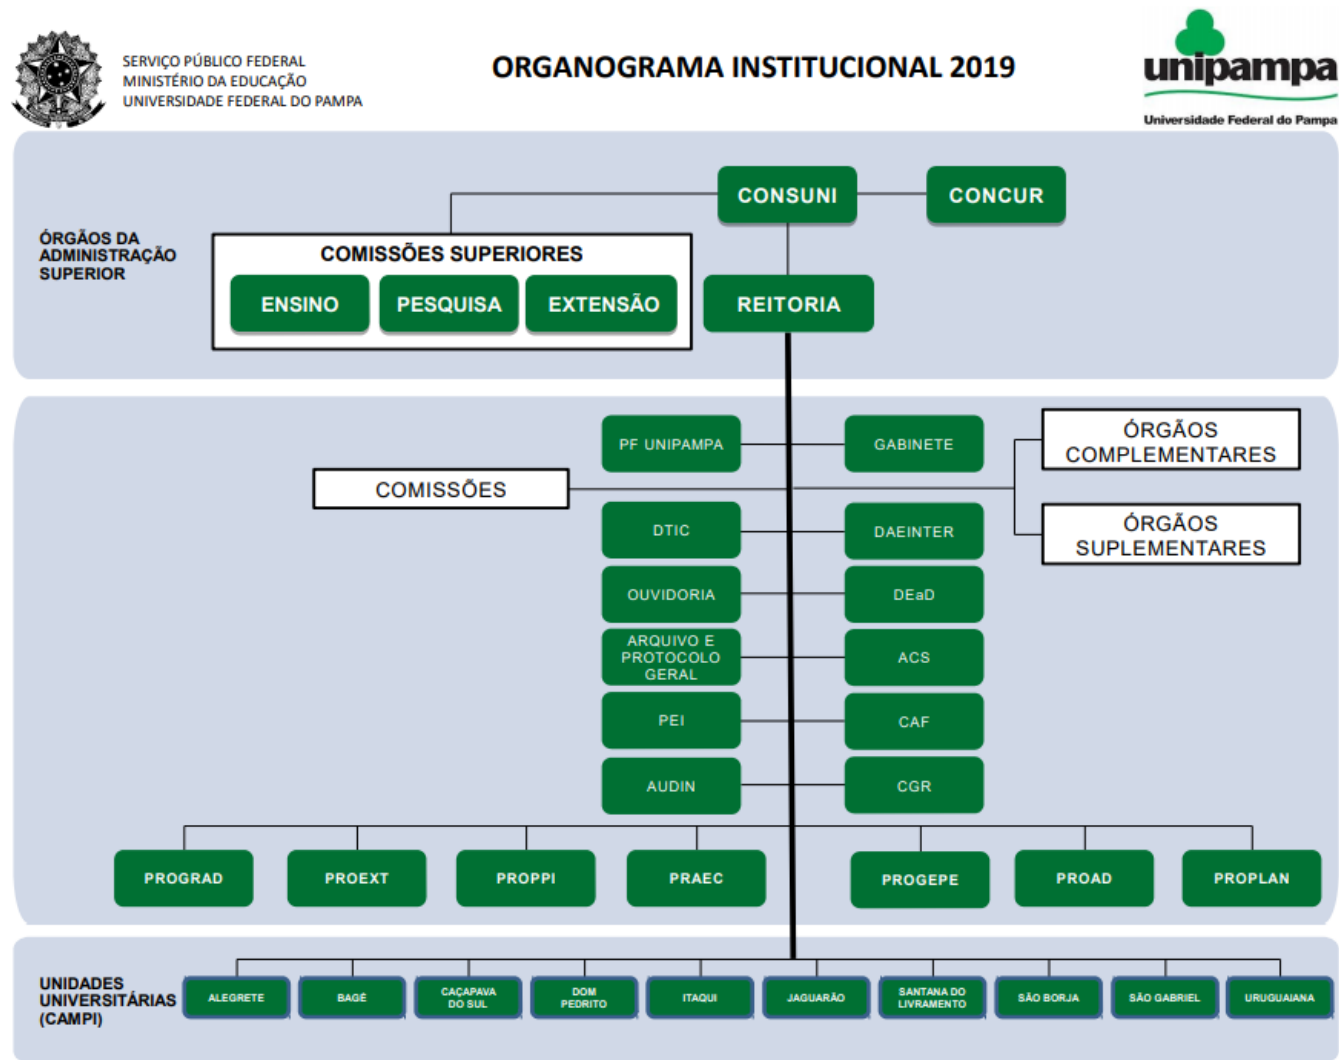 SERVIÇO PÚBLICO FEDERAL
MINISTÉRIO DA EDUCAÇÃO
UNIVERSIDADE FEDERAL DO PAMPA
ORGANOGRAMA INSTITUCIONAL 2019
unipampa
Universidade Federal do Pampa
ÓRGÃOS DA
ADMINISTRAÇÃO
SUPERIOR
CONSUNI
CONCUR
COMISSÕES SUPERIORES
ENSINO
PESQUISA
EXTENSÃO
REITORIA
PF UNIPAMPA
GABINETE
ÓRGÃOS
COMPLEMENTARES
COMISSÕES
ÓRGÃOS
SUPLEMENTARES
DTIC
DAEINTER
OUVIDORIA
DEaD
ARQUIVO E
PROTOCOLO
GERAL
ACS
PEI
CAF
AUDIN
CGR
PROGRAD
PROEXT
PROPPI
PRAEC
PROGEPE
PROAD
PROPLAN
UNIDADES
UNIVERSITÁRIAS
(CAMPI)
ALEGRETE
BAGÉ
CAÇAPAVA
DO SUL
DOM
PEDRITO
ITAQUI
JAGUARÃO
SANTANA DO
LIVRAMENTO
SÃO BORJA
SÃO GABRIEL
URUGUAIANA